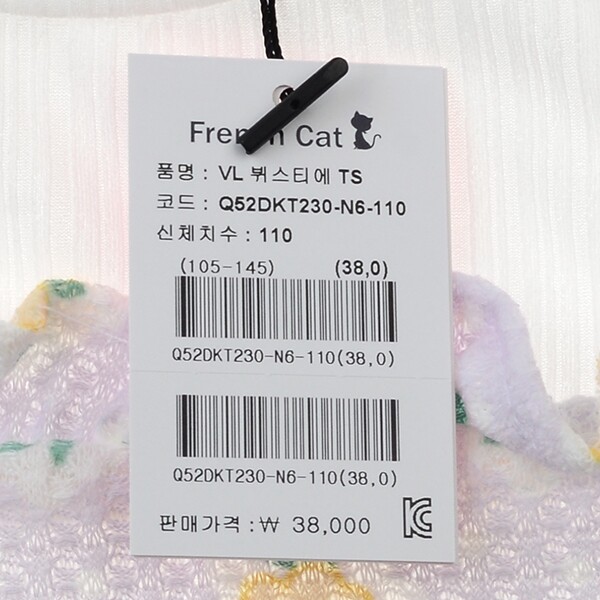 French Cat
품명 : VL 뷔스티에 TS
코드 : Q52DKT230-N6-110
신체치수 : 110
(105-145) (38,0)
Q52DKT230-N6-110(38,0)
Q52DKT230-N6-110(38,0)
판매가격 : ₩ 38,000